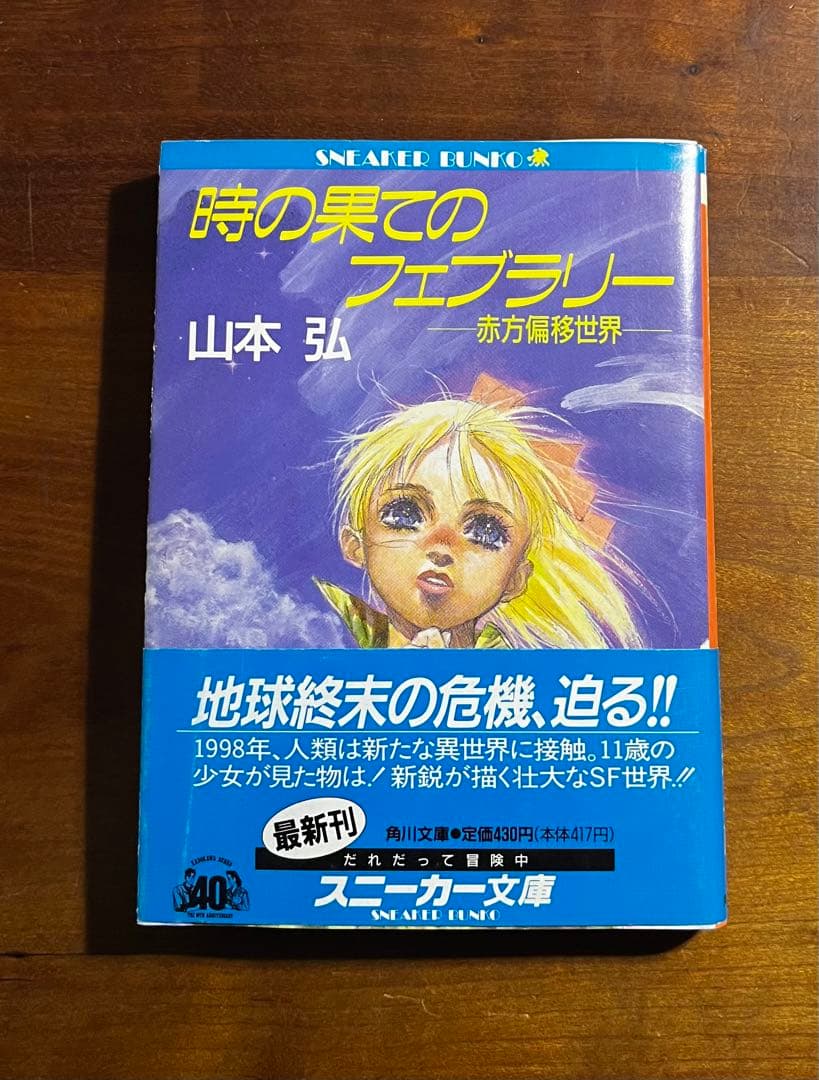 SNEAKER BUNKO
時の果ての
フェブラリー
—赤方偏移世界—
山本 弘
地球終末の危機、迫る!!
1998年、人類は新たな異世界に接触。11歳の
少女が見た物は！新鋭が描く壮大なSF世界!!
最新刊
角川文庫●定価430円(本体417円)
だれだって冒険中
スニーカー文庫
SNEAKER BUNKO
40